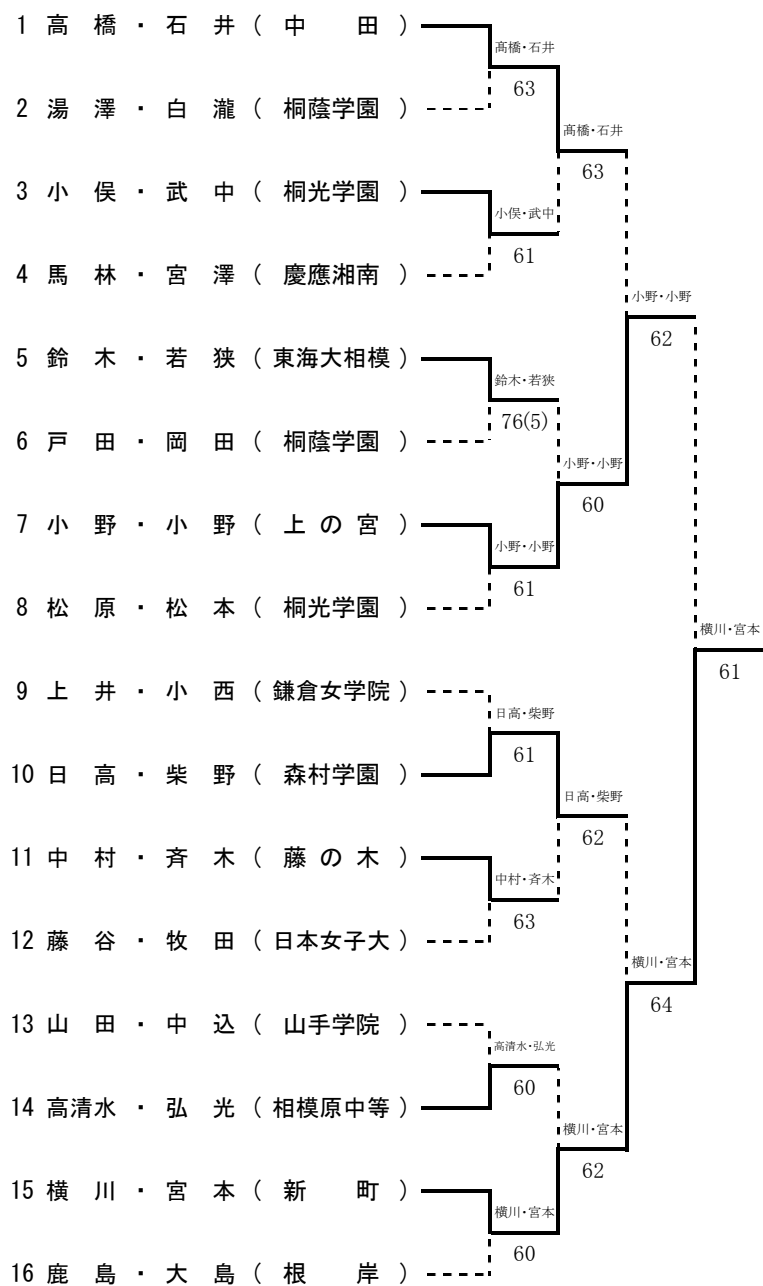 1 高 橋 ・ 石 井 ( 中 田 )
高橋・石井
63
2 湯 澤 ・ 白 瀧 ( 桐蔭学園 )
髙橋・石井
63
3 小 俣 ・ 武 中 ( 桐光学園 )
小俣・武中
61
4 馬 林 ・ 宮 澤 ( 慶應湘南 )
小野・小野
62
5 鈴 木 ・ 若 狭 ( 東海大相模 )
鈴木・若狭
76(5)
6 戸 田 ・ 岡 田 ( 桐蔭学園 )
小野・小野
60
7 小 野 ・ 小 野 ( 上 の 宮 )
小野・小野
61
8 松 原 ・ 松 本 ( 桐光学園 )
横川・宮本
61
9 上 井 ・ 小 西 ( 鎌倉女学院 )
日高・柴野
61
10 日 高 ・ 柴 野 ( 森村学園 )
日高・柴野
62
11 中 村 ・ 斉 木 ( 藤 の 木 )
中村・斉木
63
12 藤 谷 ・ 牧 田 ( 日本女子大 )
横川・宮本
64
13 山 田 ・ 中 込 ( 山手学院 )
高清水・弘光
60
14 高清水 ・ 弘 光 ( 相模原中等 )
横川・宮本
62
15 横 川 ・ 宮 本 ( 新 町 )
横川・宮本
60
16 鹿 島 ・ 大 島 ( 根 岸 )